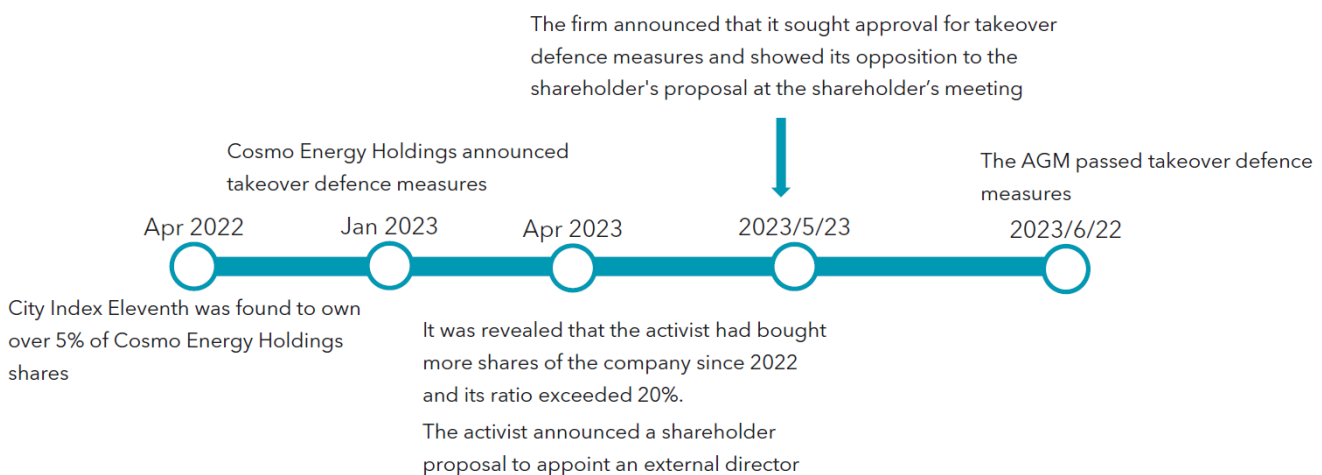 The firm announced that it sought approval for takeover
defence measures and showed its opposition to the
shareholder's proposal at the shareholder’s meeting
Cosmo Energy Holdings announced
takeover defence measures
The AGM passed takeover defence
measures
Apr 2022
Jan 2023
Apr 2023
2023/5/23
2023/6/22
City Index Eleventh was found to own
over 5% of Cosmo Energy Holdings
shares
It was revealed that the activist had bought
more shares of the company since 2022
and its ratio exceeded 20%.
The activist announced a shareholder
proposal to appoint an external director